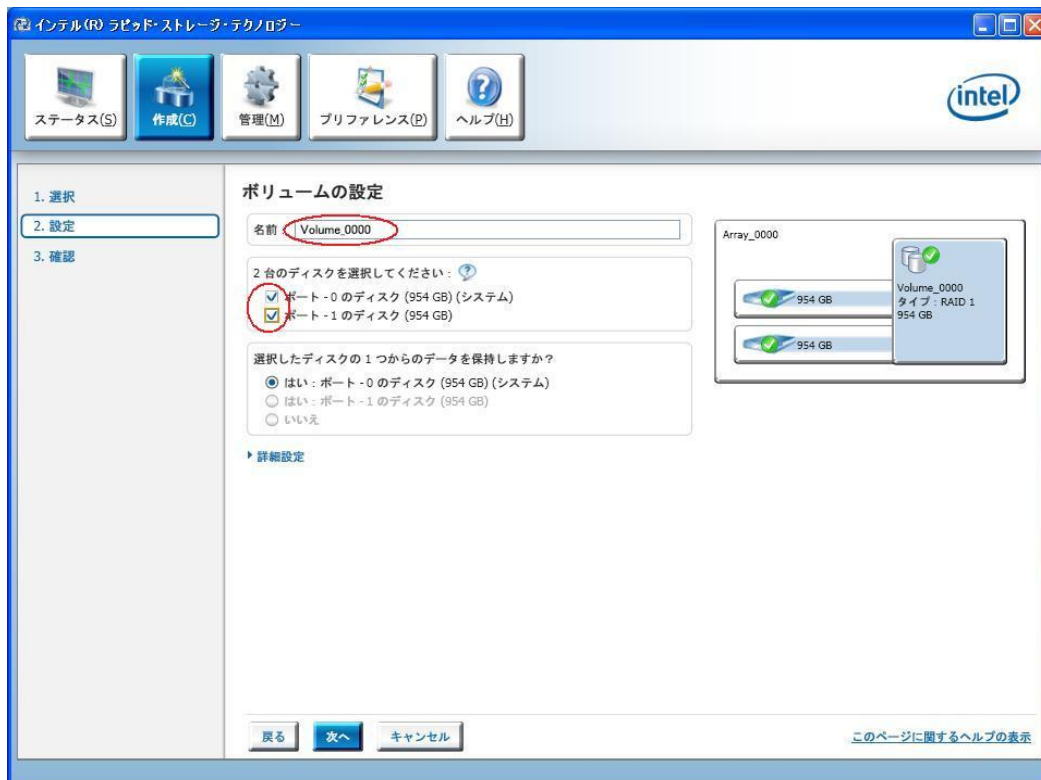 インテル(R) ラピッド・ストレージ・テクノロジー
ステータス(S)
作成(C)
管理(M)
プリファレンス(P)
ヘルプ(H)
intel
1. 選択
2. 設定
3. 確認
ボリュームの設定
名前 : Volume_0000
2 台のディスクを選択してください :
ポート - 0 のディスク (954 GB) (システム)
ポート - 1 のディスク (954 GB)
選択したディスクの 1 つからのデータを保持しますか ?
はい : ポート - 0 のディスク (954 GB) (システム)
はい : ポート - 1 のディスク (954 GB)
いいえ
詳細設定
Array_0000
954 GB
954 GB
Volume_0000
タイプ : RAID 1
954 GB
戻る
次へ
キャンセル
このページに関するヘルプの表示